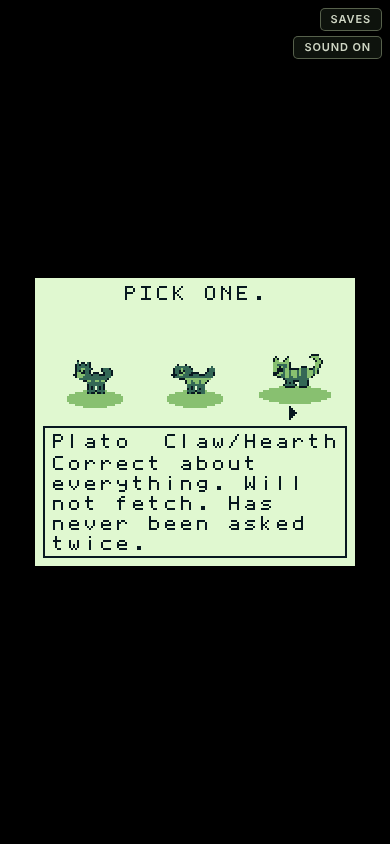 SAVES
SOUND ON
PICK ONE.
Plato Claw/Hearth
Correct about
everything. Will
not fetch. Has
never been asked
twice.